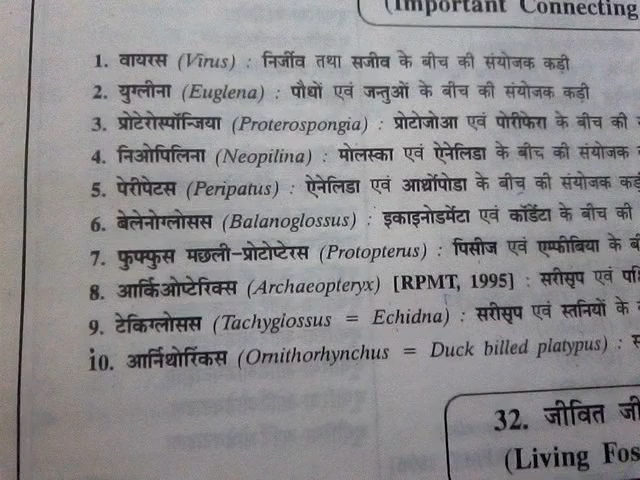 (Important Connecting
1. वायरस (Virus) : निर्जीव तथा सजीव के बीच की संयोजक कड़ी
2. युग्लीना (Euglena) : पौधों एवं जन्तुओं के बीच की संयोजक कड़ी
3. प्रोटेरोस्पॉन्जिया (Proterospongia) : प्रोटोजोआ एवं पोरीफेरा के बीच की
4. निओपिलिना (Neopilina) : मोलस्का एवं ऐनेलिडा के बीच की संयोजक
5. पेरीपेटस (Peripatus) : ऐनेलिडा एवं आर्थ्रोपोडा के बीच की संयोजक
6. बेलेनोग्लोसस (Balanoglossus) : इकाइनोडर्मेटा एवं कॉर्डेटा के बीच की
7. फुफ्फुस मछली-प्रोटोप्टेरस (Protopterus) : पिसीज एवं एम्फीबिया के
8. आर्किओप्टेरिक्स (Archaeopteryx) [RPMT, 1995] : सरीसृप एवं
9. टेकिग्लोसस (Tachyglossus = Echidna) : सरीसृप एवं स्तनियों के
10. आर्निथोरिंकस (Ornithorhynchus = Duck billed platypus) :
32. जीवित
(Living